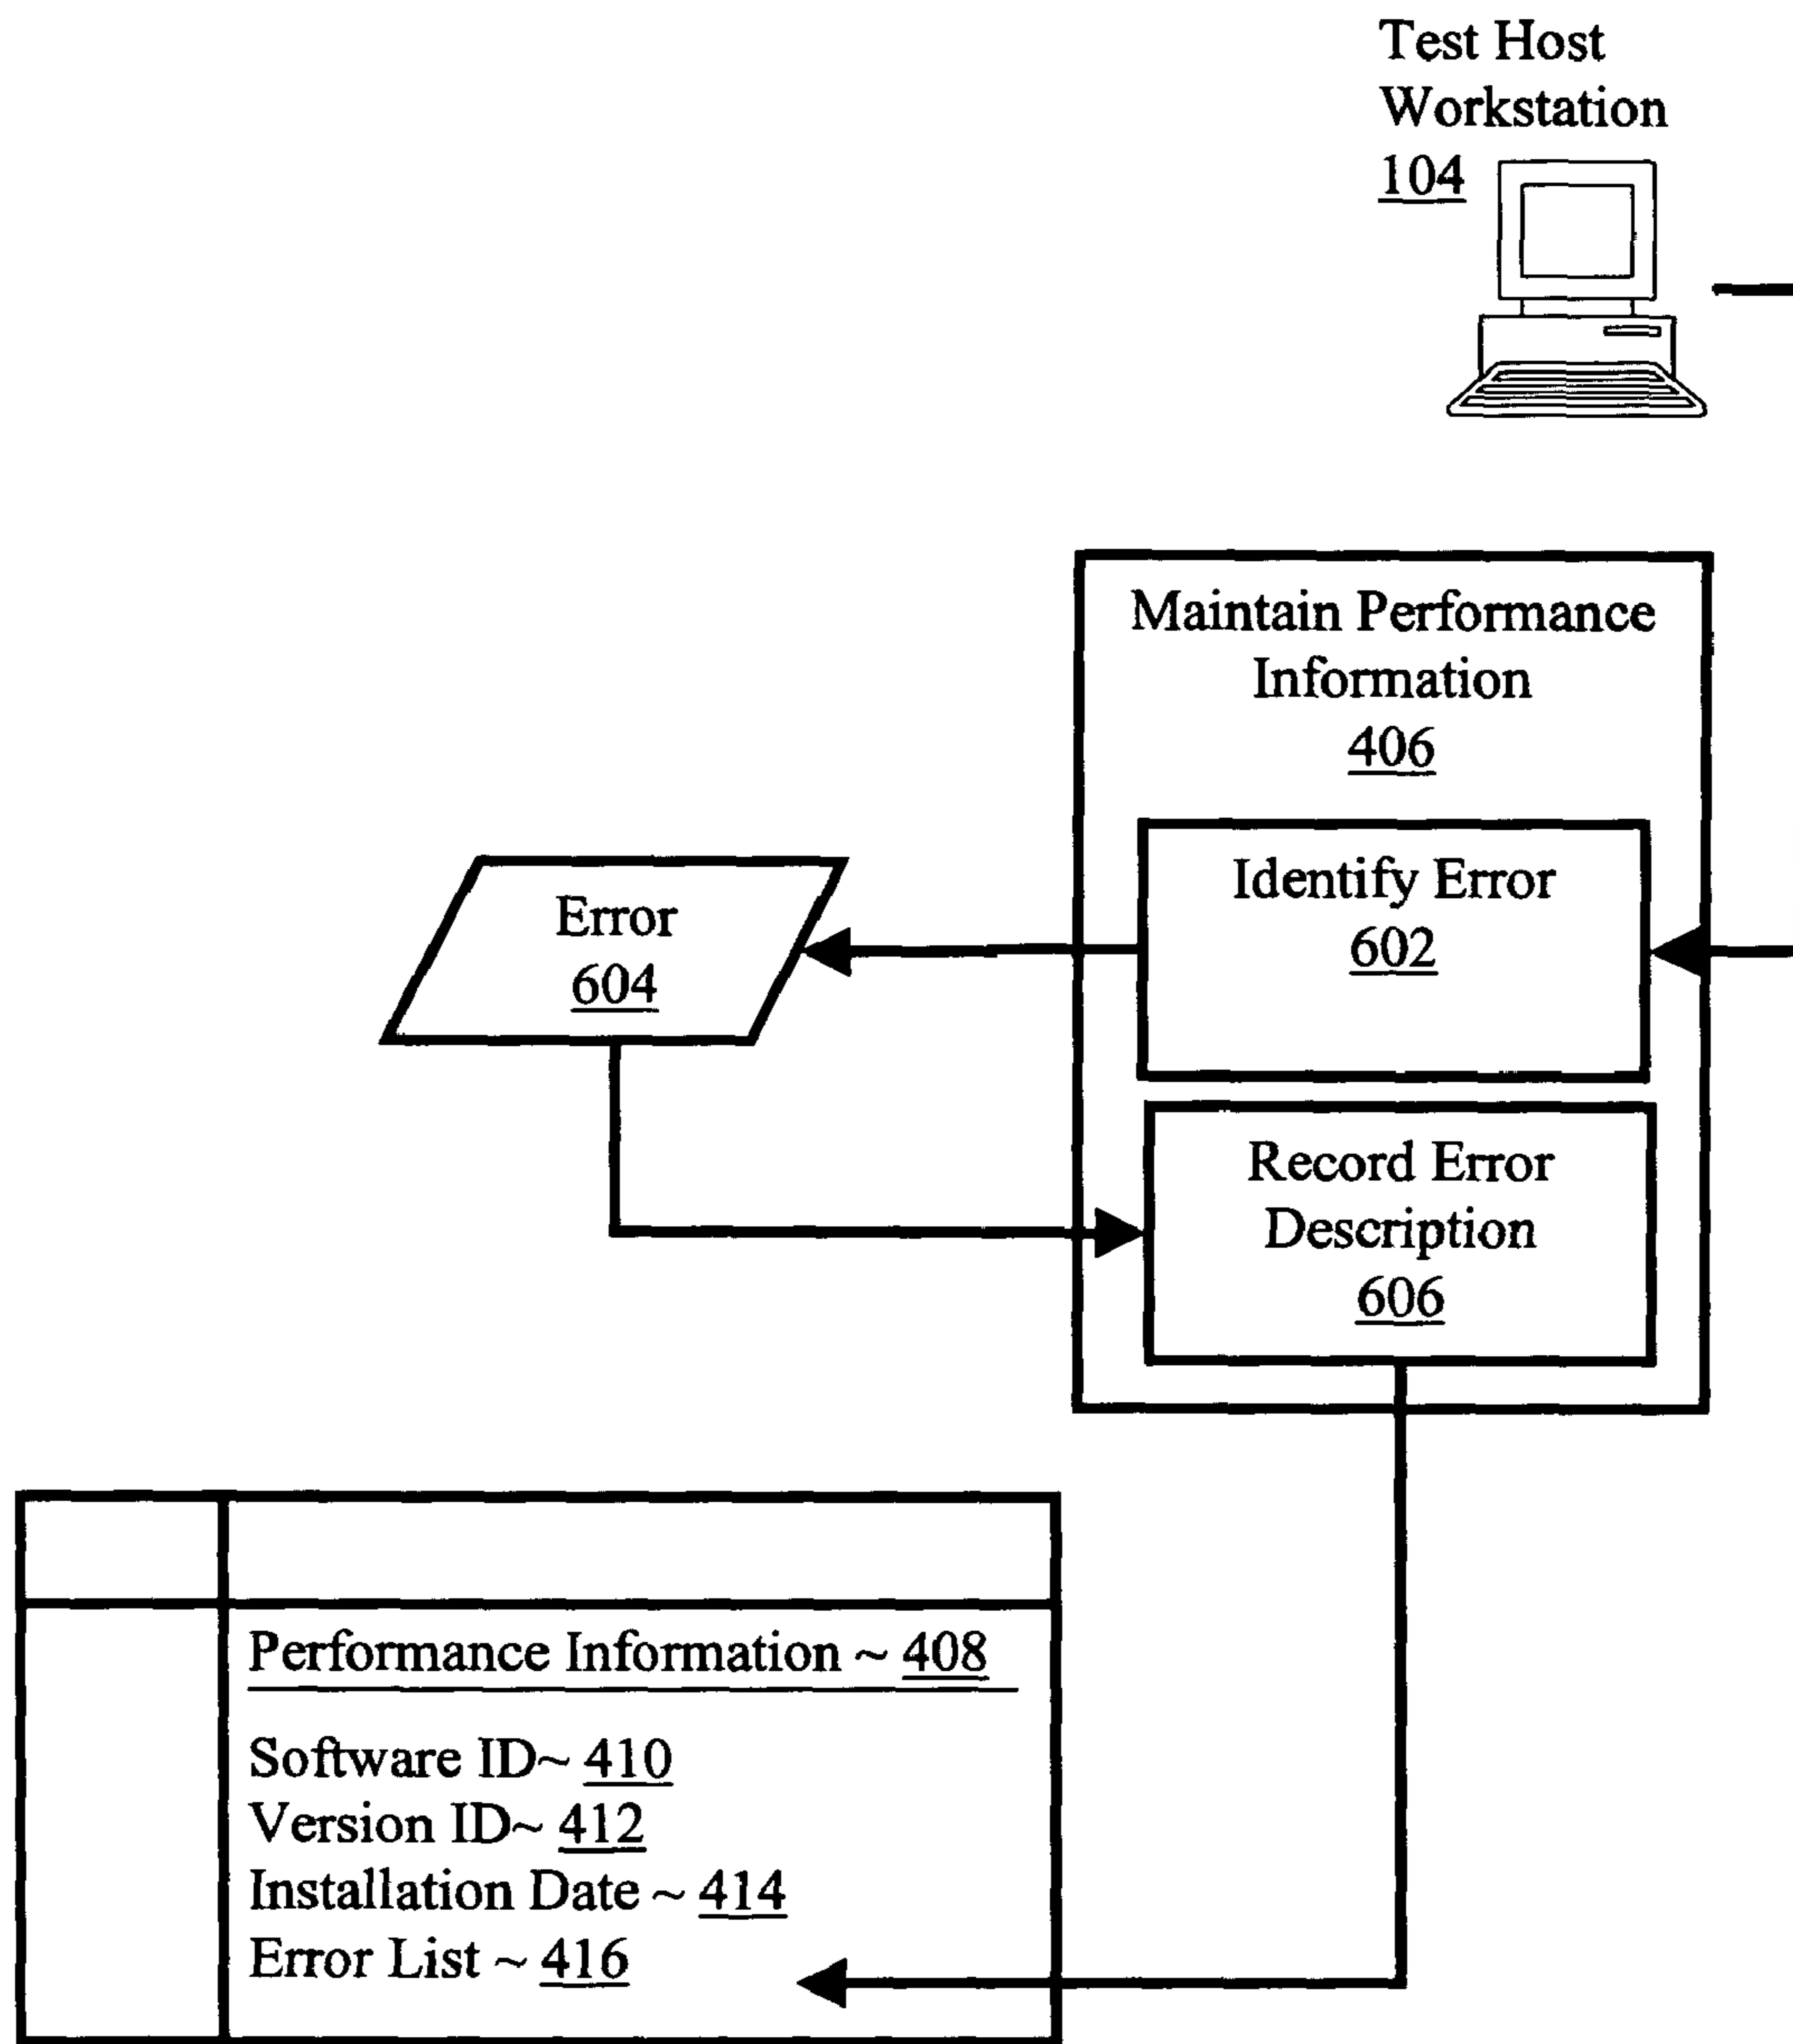 Test Host
Workstation
104
Maintain Performance
Information
406
Identify Error
602
Error
604
Record Error
Description
606
Performance Information ~ 408
Software ID~ 410
Version ID~ 412
Installation Date ~ 414
Error List ~ 416